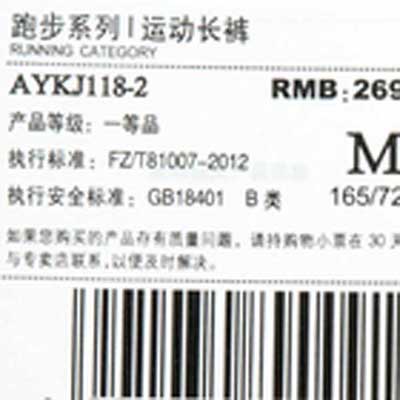 跑步系列 | 运动长裤
RUNNING CATEGORY
AYKJ118-2 RMB:269
产品等级：一等品
执行标准：FZ/T81007-2012 M
执行安全标准：GB18401 B类 165/72
如果您购买的产品存有质量问题，请持购物小票在 30 天
与专卖店联系,以便及时解决。